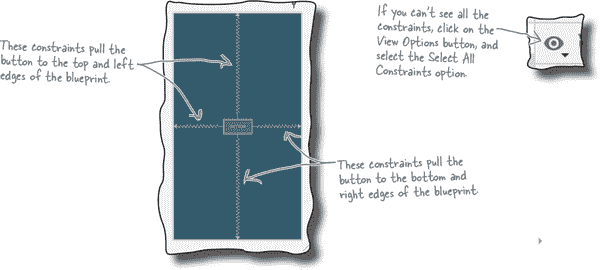 These constraints pull the
button to the top and left
edges of the blueprint.
If you can't see all the
constraints, click on the
View Options button, and
select the Select All
Constraints option.
These constraints pull the
button to the bottom and
right edges of the blueprint